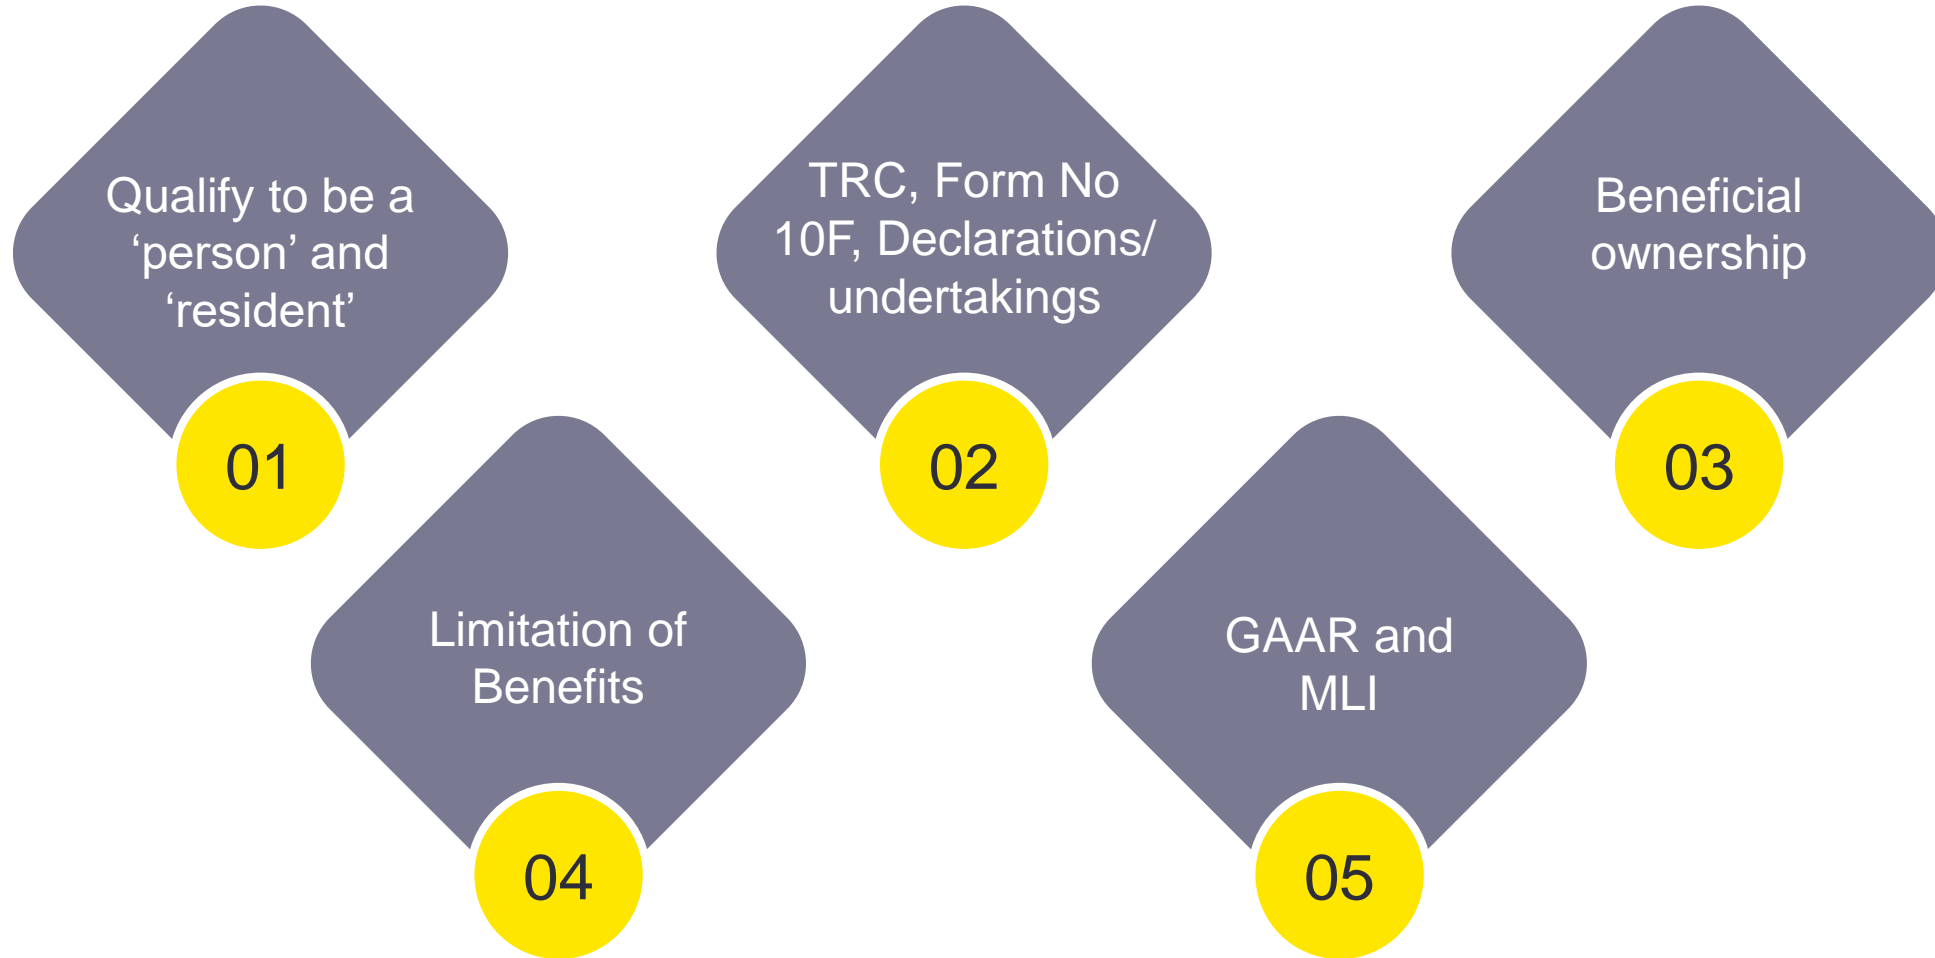 Qualify to be a
‘person’ and
‘resident’
01
TRC, Form No
10F, Declarations/
undertakings
02
Beneficial
ownership
03
Limitation of
Benefits
04
GAAR and
MLI
05